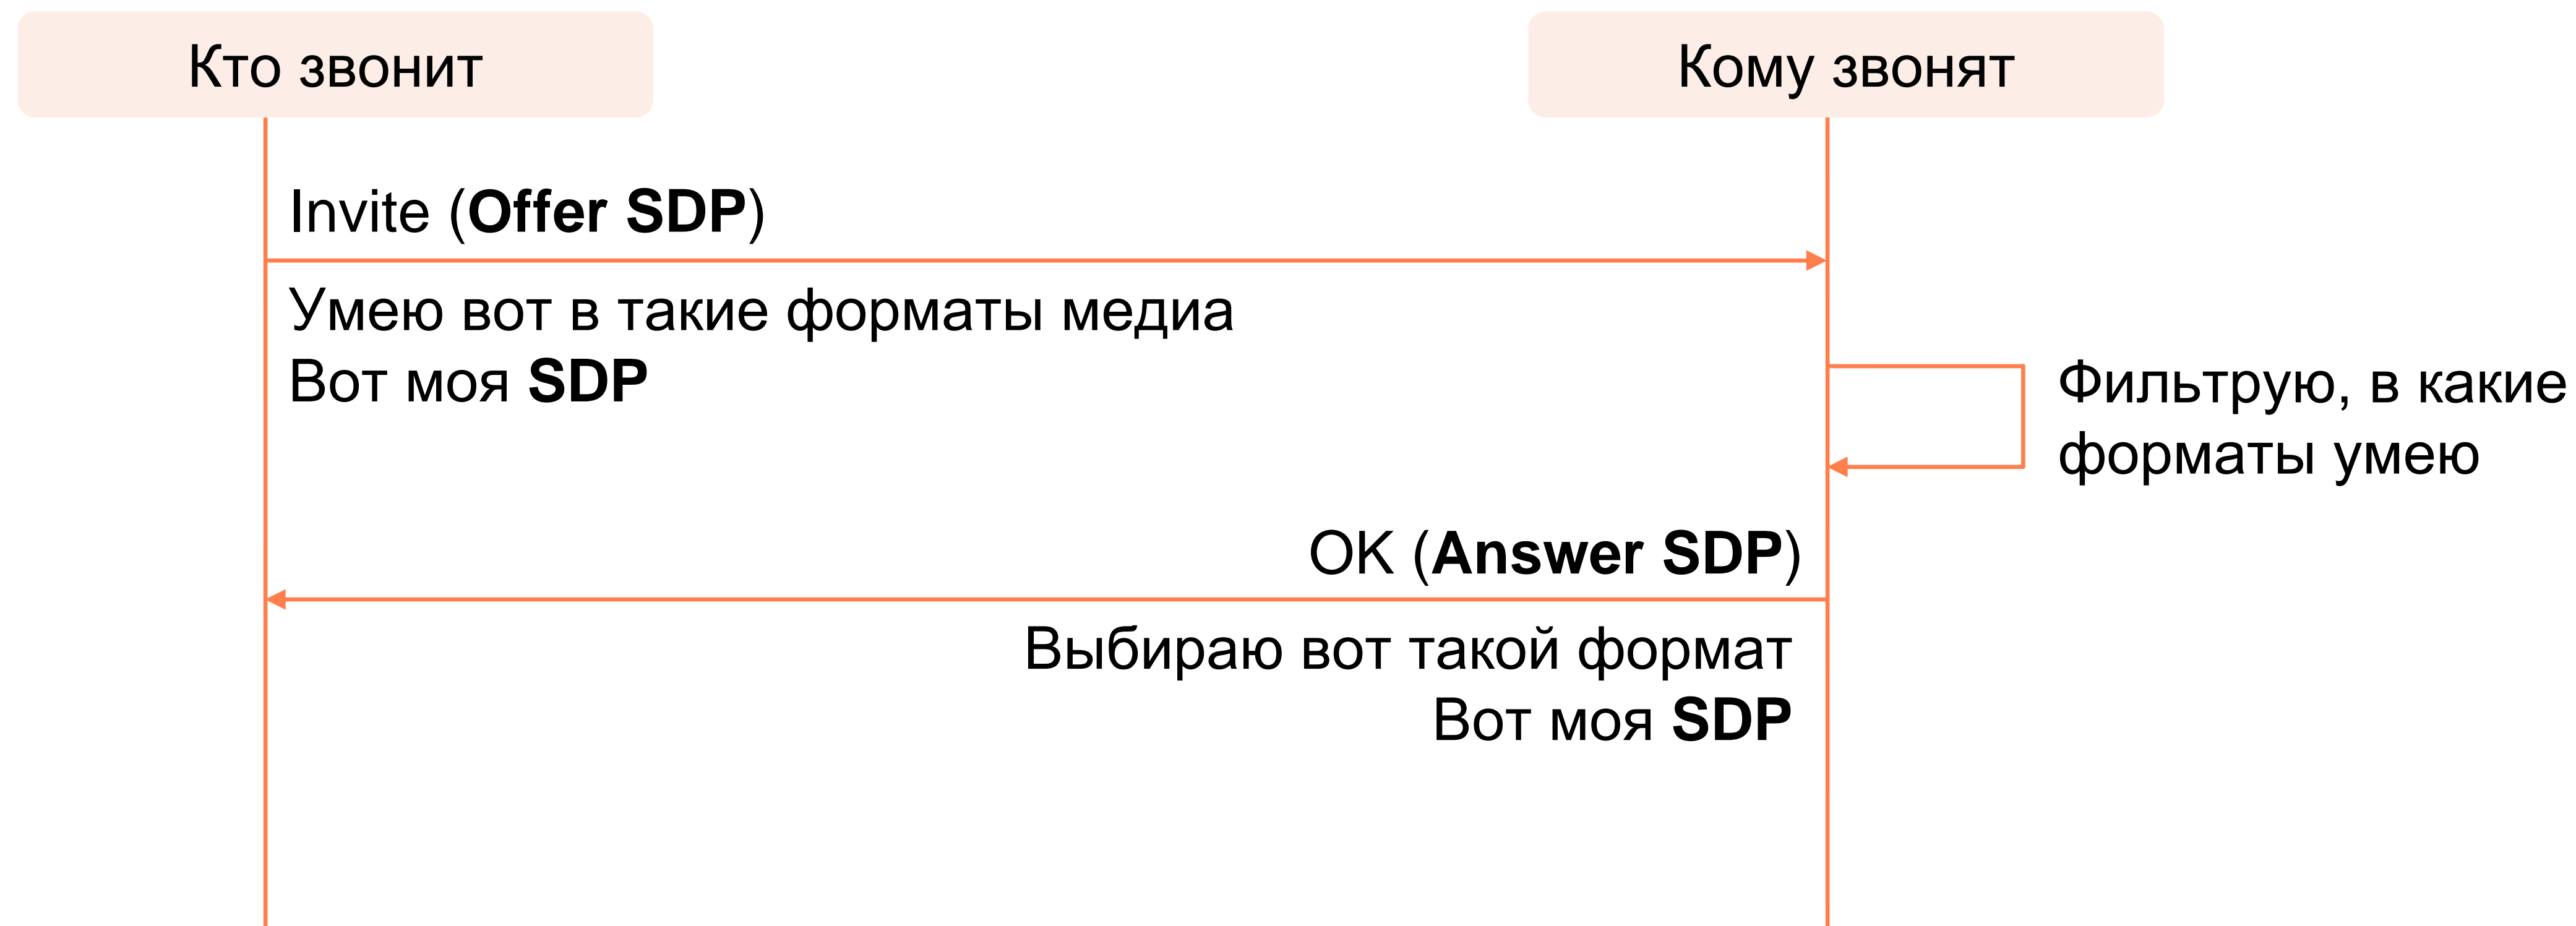 Кто звонит
Кому звонят
Invite (Offer SDP)
Умею вот в такие форматы медиа
Вот моя SDP
Фильтрую, в какие
форматы умею
OK (Answer SDP)
Выбираю вот такой формат
Вот моя SDP